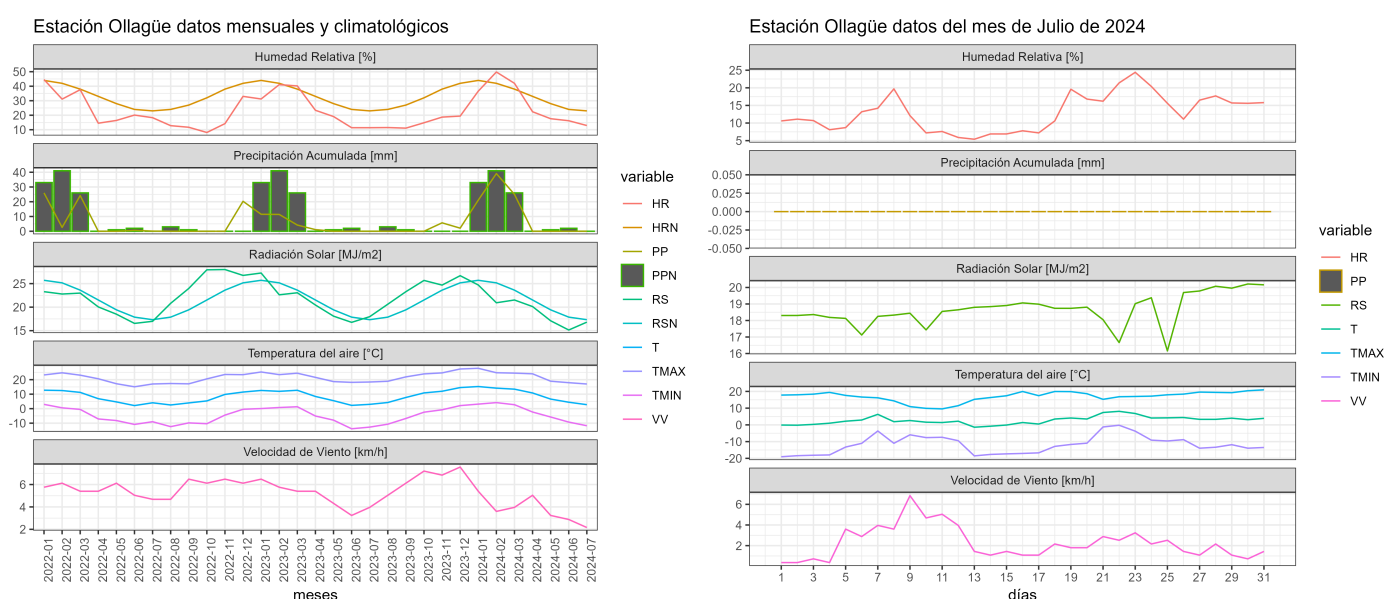 Estación Ollagüe datos mensuales y climatológicos
Humedad Relativa [%]
50
40
30
20
10
Precipitación Acumulada [mm]
40
30
20
10
0
Radiación Solar [MJ/m2]
25
20
15
Temperatura del aire [°C]
20
10
0
-10
Velocidad de Viento [km/h]
6
4
2
2022-01
2022-02
2022-03
2022-04
2022-05
2022-06
2022-07
2022-08
2022-09
2022-10
2022-11
2022-12
2023-01
2023-02
2023-03
2023-04
2023-05
2023-06
2023-07
2023-08
2023-09
2023-10
2023-11
2023-12
2024-01
2024-02
2024-03
2024-04
2024-05
2024-06
2024-07
meses
variable
HR
HRN
PP
PPN
RS
RSN
T
TMAX
TMIN
VV
Estación Ollagüe datos del mes de Julio de 2024
Humedad Relativa [%]
25
20
15
10
5
Precipitación Acumulada [mm]
0.050
0.025
0.000
-0.025
-0.050
Radiación Solar [MJ/m2]
20
19
18
17
16
Temperatura del aire [°C]
20
10
0
-10
-20
Velocidad de Viento [km/h]
6
4
2
1 3 5 7 9 11 13 15 17 19 21 23 25 27 29 31
días
variable
HR
PP
RS
T
TMAX
TMIN
VV